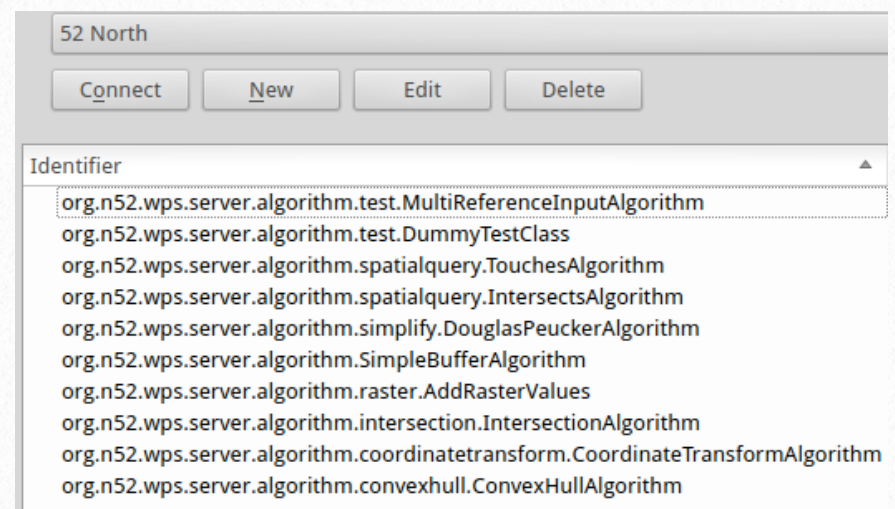 52 North
Connect New Edit Delete
Identifier
org.n52.wps.server.algorithm.test.MultiReferenceInputAlgorithm
org.n52.wps.server.algorithm.test.DummyTestClass
org.n52.wps.server.algorithm.spatialquery.TouchesAlgorithm
org.n52.wps.server.algorithm.spatialquery.IntersectsAlgorithm
org.n52.wps.server.algorithm.simplify.DouglasPeuckerAlgorithm
org.n52.wps.server.algorithm.SimpleBufferAlgorithm
org.n52.wps.server.algorithm.raster.AddRasterValues
org.n52.wps.server.algorithm.intersection.IntersectionAlgorithm
org.n52.wps.server.algorithm.coordinatetransform.CoordinateTransformAlgorithm
org.n52.wps.server.algorithm.convexhull.ConvexHullAlgorithm